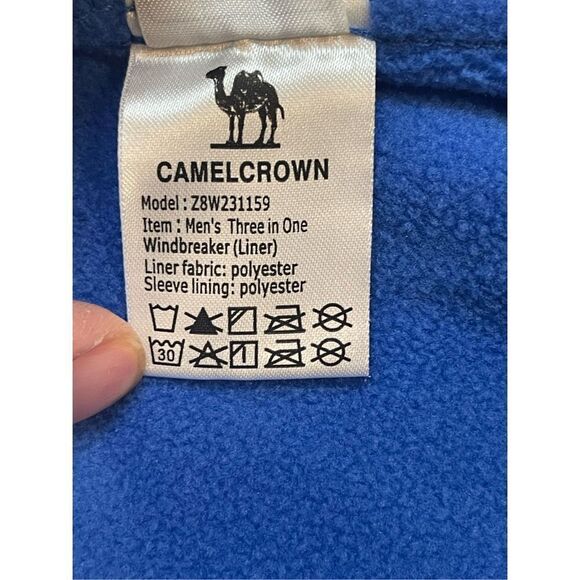 CAMELCROWN
Model : Z8W231159
Item : Men's Three in One
Windbreaker (Liner)
Liner fabric: polyester
Sleeve lining: polyester
30